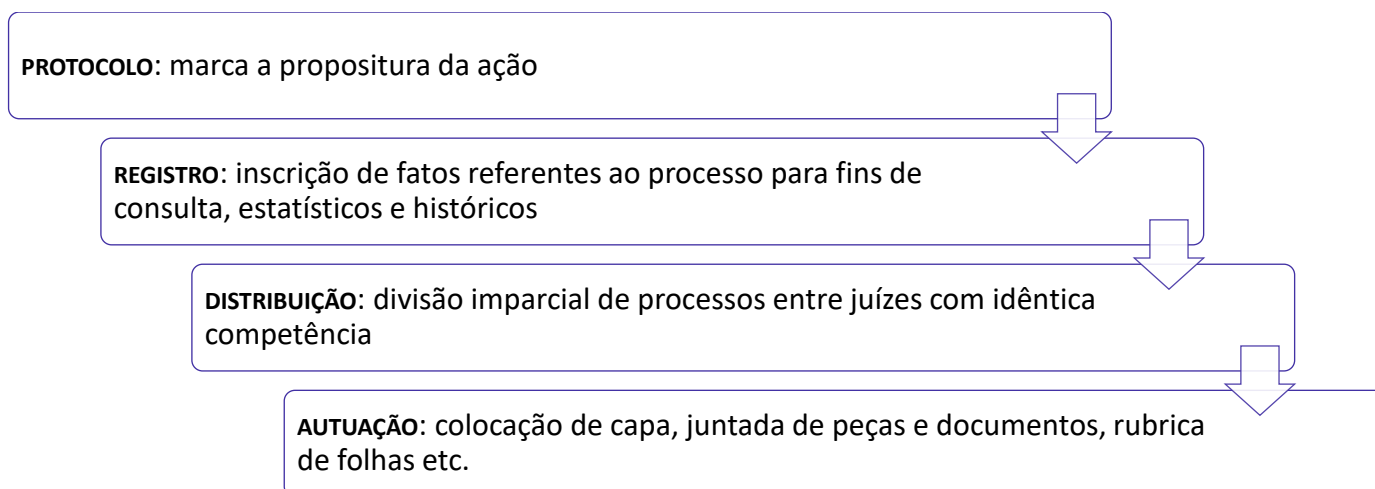 PROTOCOLO: marca a propositura da ação
REGISTRO: inscrição de fatos referentes ao processo para fins de
consulta, estatísticos e históricos
DISTRIBUIÇÃO: divisão imparcial de processos entre juízes com idêntica
competência
AUTUAÇÃO: colocação de capa, juntada de peças e documentos, rubrica
de folhas etc.